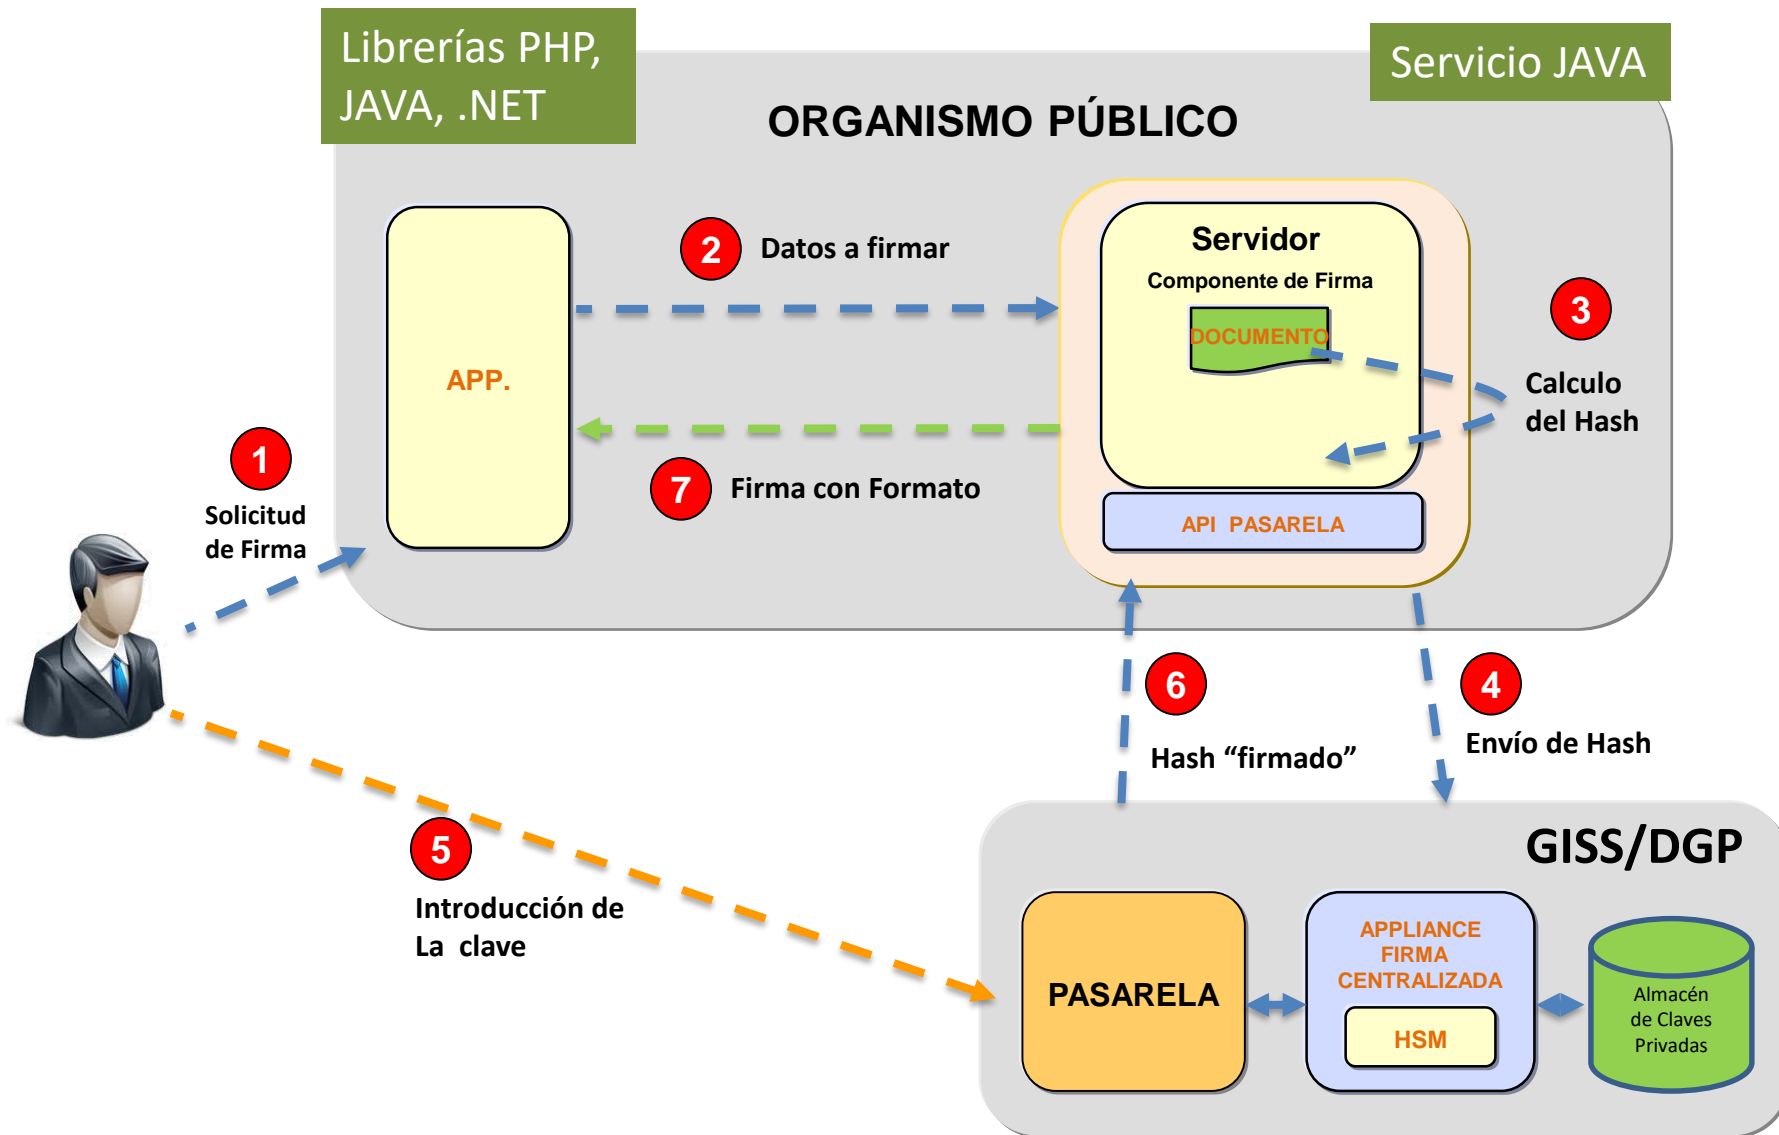 Librerías PHP,
JAVA, .NET
Servicio JAVA
ORGANISMO PÚBLICO
APP.
2
Datos a firmar
Servidor
Componente de Firma
DOCUMENTO
3
Calculo
del Hash
1
Solicitud
de Firma
7
Firma con Formato
API PASARELA
6
Hash “firmado”
4
Envío de Hash
5
Introducción de
La clave
GISS/DGP
PASARELA
APPLIANCE
FIRMA
CENTRALIZADA
HSM
Almacén
de Claves
Privadas